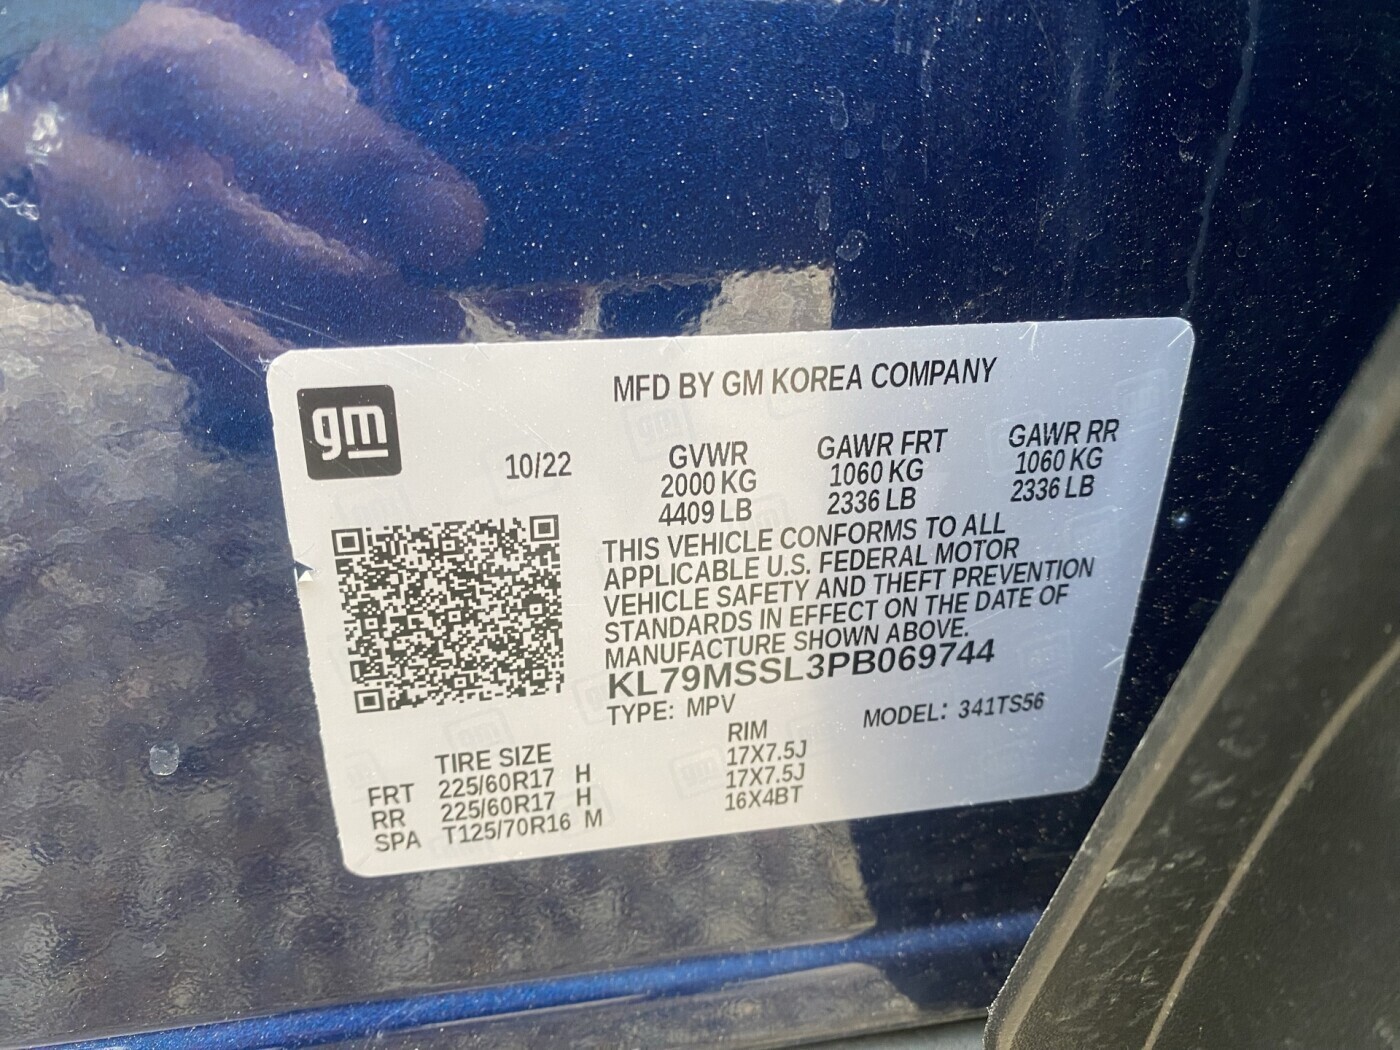 gm
MFD BY GM KOREA COMPANY
10/22
GVWR GAWR FRT GAWR RR
2000 KG 1060 KG 1060 KG
4409 LB 2336 LB 2336 LB
THIS VEHICLE CONFORMS TO ALL
APPLICABLE U.S. FEDERAL MOTOR
VEHICLE SAFETY AND THEFT PREVENTION
STANDARDS IN EFFECT ON THE DATE OF
MANUFACTURE SHOWN ABOVE.
KL79MSSL3PB069744
TYPE: MPV MODEL: 341TS56
TIRE SIZE RIM
FRT 225/60R17 H 17X7.5J
RR 225/60R17 H 17X7.5J
SPA T125/70R16 M 16X4BT